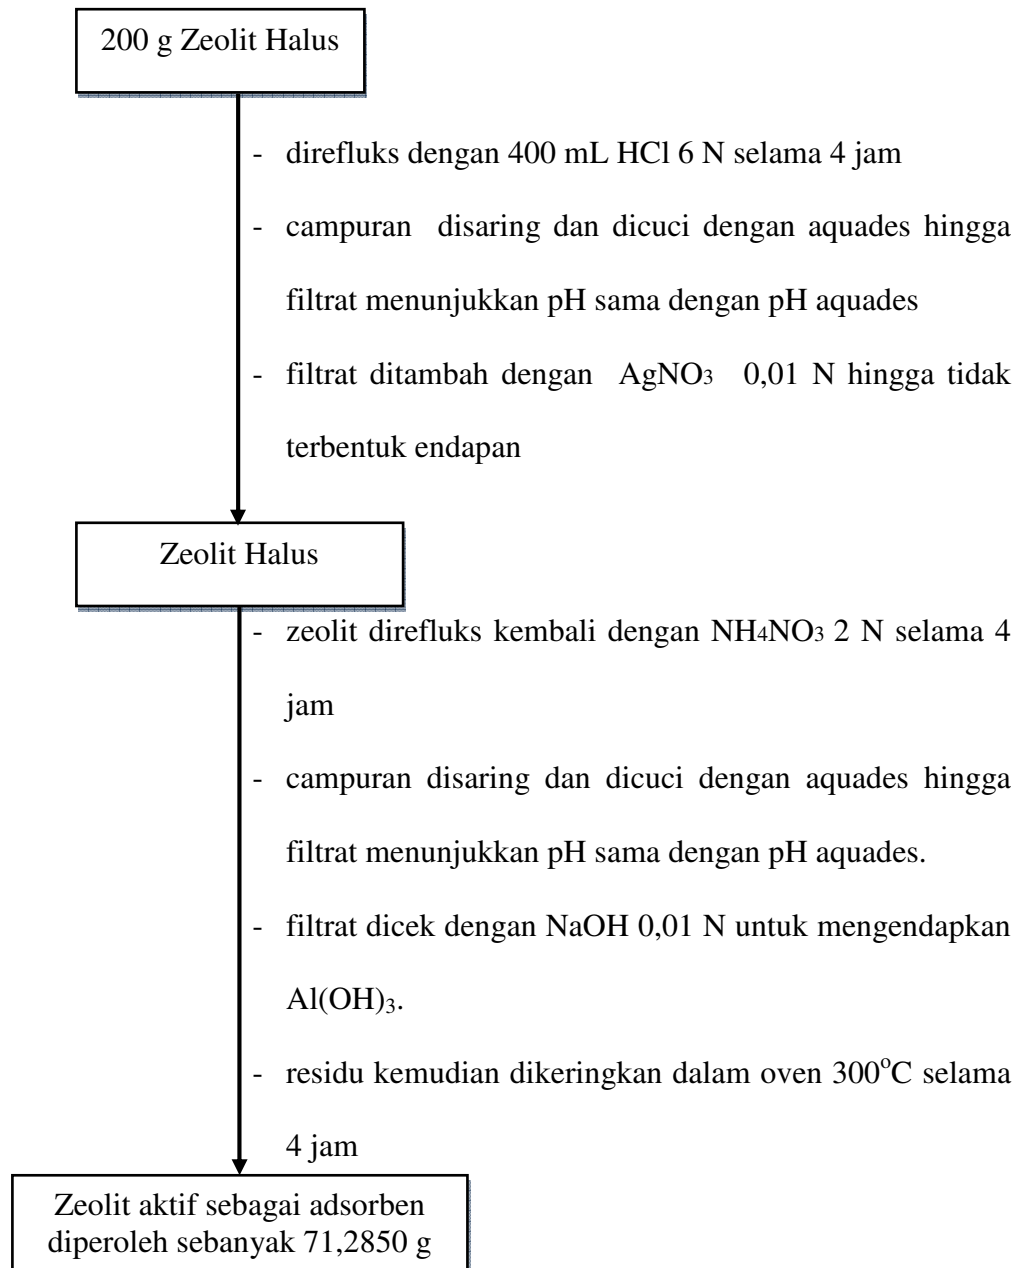 200 g Zeolit Halus
- direfluks dengan 400 mL HCl 6 N selama 4 jam
- campuran disaring dan dicuci dengan aquades hingga
filtrat menunjukkan pH sama dengan pH aquades
- filtrat ditambah dengan AgNO₃ 0,01 N hingga tidak
terbentuk endapan
Zeolit Halus
- zeolit direfluks kembali dengan NH₄NO₃ 2 N selama 4
jam
- campuran disaring dan dicuci dengan aquades hingga
filtrat menunjukkan pH sama dengan pH aquades.
- filtrat dicek dengan NaOH 0,01 N untuk mengendapkan
Al(OH)₃.
- residu kemudian dikeringkan dalam oven 300°C selama
4 jam
Zeolit aktif sebagai adsorben
diperoleh sebanyak 71,2850 g